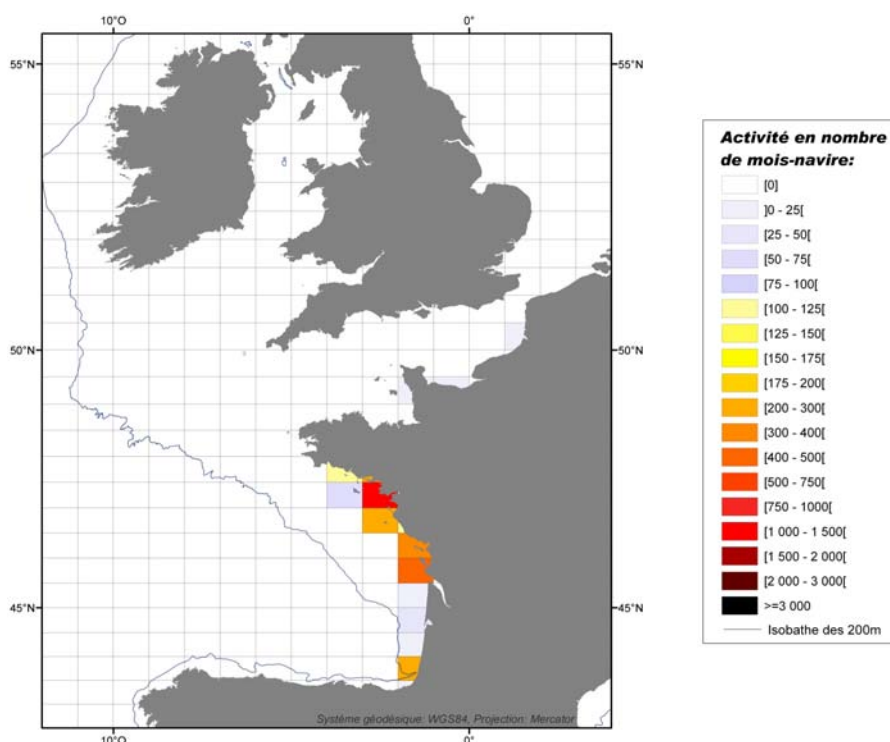 10°O
0°
55°N
55°N
50°N
50°N
45°N
45°N
Système géodésique: WGS84, Projection: Mercator
10°O
0°
Activité en nombre
de mois-navire:
[0]
]0 - 25[
[25 - 50[
[50 - 75[
[75 - 100[
[100 - 125[
[125 - 150[
[150 - 175[
[175 - 200[
[200 - 300[
[300 - 400[
[400 - 500[
[500 - 750[
[750 - 1000[
[1 000 - 1 500[
[1 500 - 2 000[
[2 000 - 3 000[
>=3 000
Isobathe des 200m